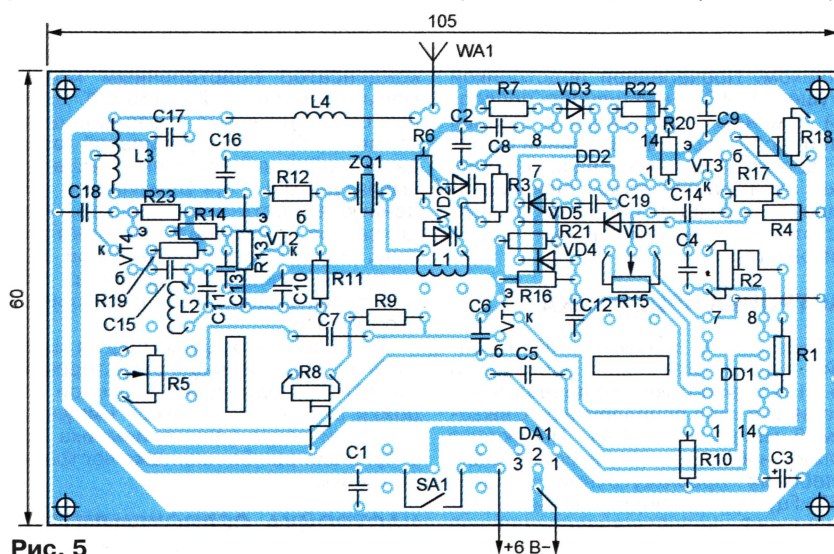 105
WA1
60
L4
R7
VD3
R22
C17
C2
C8
8
14
R20
э
C9
R18
L3
C16
R6
DD2
VT3
б
ZQ1
R12
VD2
7
1
к
R17
R3
C19
C14
C18
R23
R14
э
б
VD5
VD1
R4
э
VT4
к
R13
VT2
к
R21
VD4
C4
б
R19
C15
L2
C11
C13
C10
R11
L1
R16
R15
R2
C7
R9
C6
э
VT1
к
C12
7
8
б
R1
R5
R8
C5
DD1
C1
SA1
DA1
3
2
1
R10
1
14
+
C3
+6 В−
Рис. 5